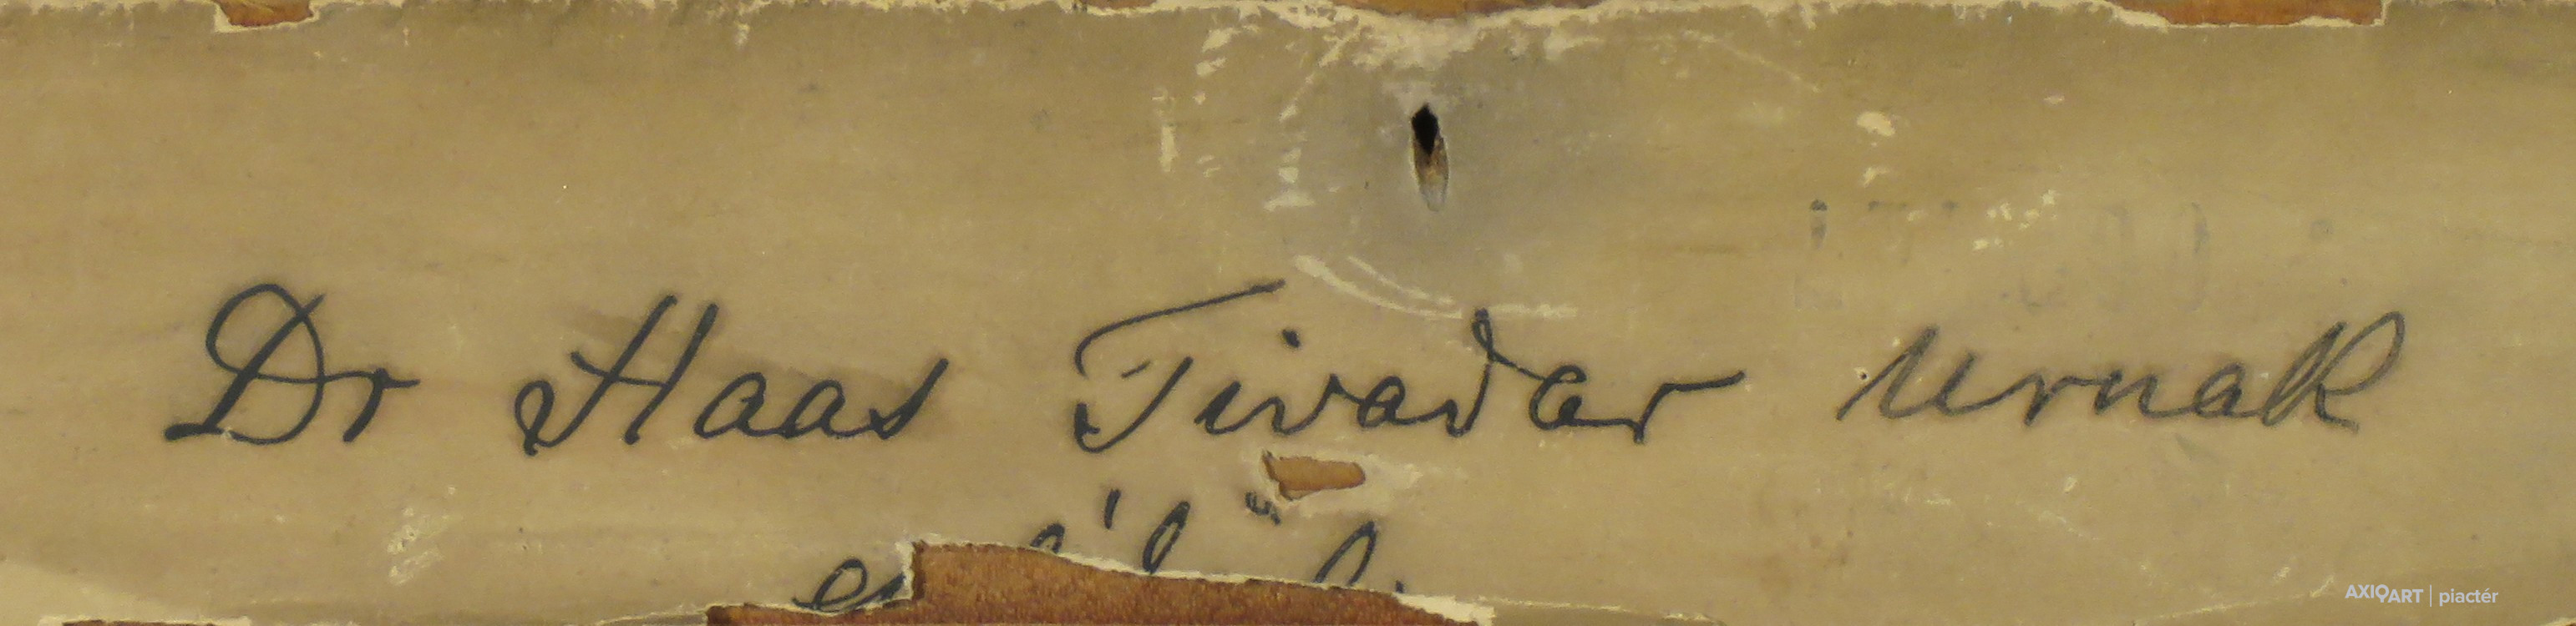 Dr Haas Tivadar Urnak
AXIOART | piactér